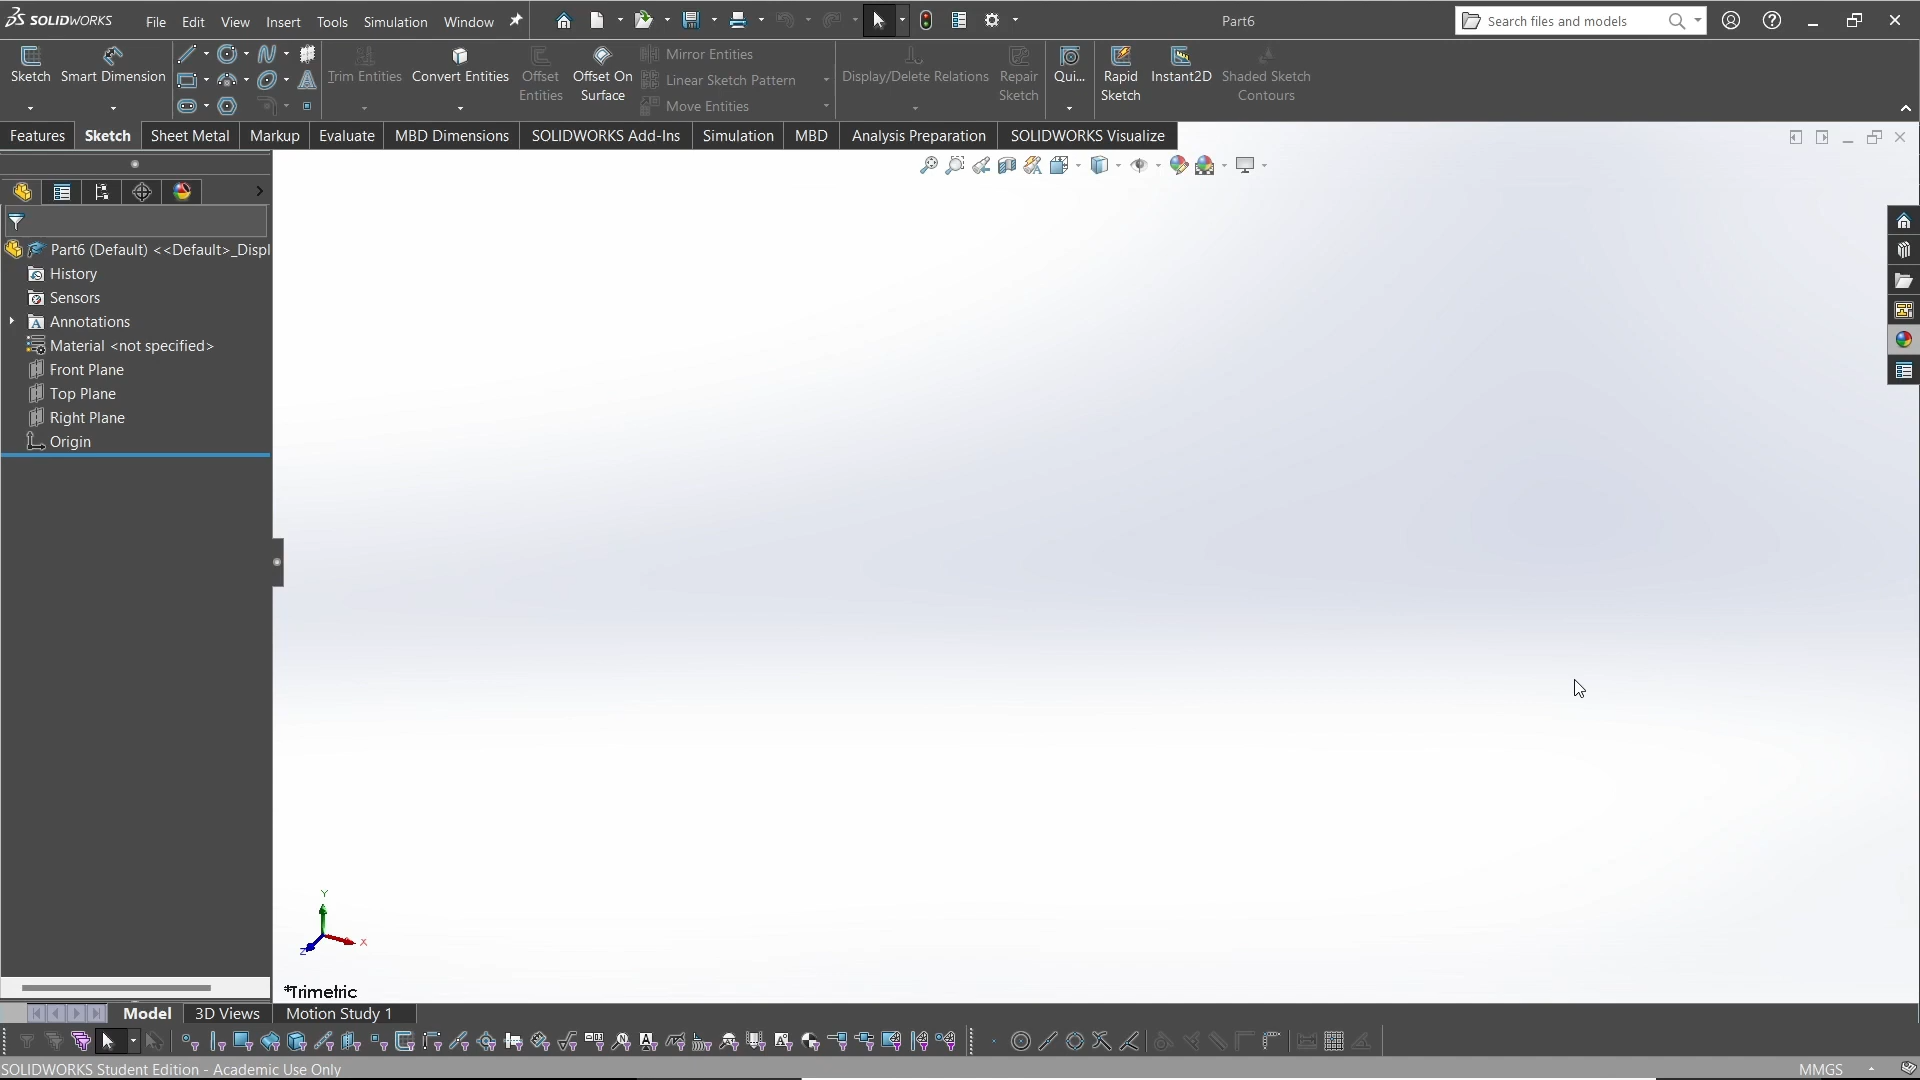 SOLIDWORKS File Edit View Insert Tools Simulation Window Part6 Search files and models
Sketch Smart Dimension Trim Entities Convert Entities Offset Entities Offset On Surface Mirror Entities Linear Sketch Pattern Move Entities Display/Delete Relations Repair Sketch Qui... Rapid Sketch Instant2D Shaded Sketch Contours
Features Sketch Sheet Metal Markup Evaluate MBD Dimensions SOLIDWORKS Add-Ins Simulation MBD Analysis Preparation SOLIDWORKS Visualize
Part6 (Default) <<Default>_Displ
History
Sensors
Annotations
Material <not specified>
Front Plane
Top Plane
Right Plane
Origin
Y
X
Z
*Trimetric
Model 3D Views Motion Study 1
SOLIDWORKS Student Edition - Academic Use Only MMGS